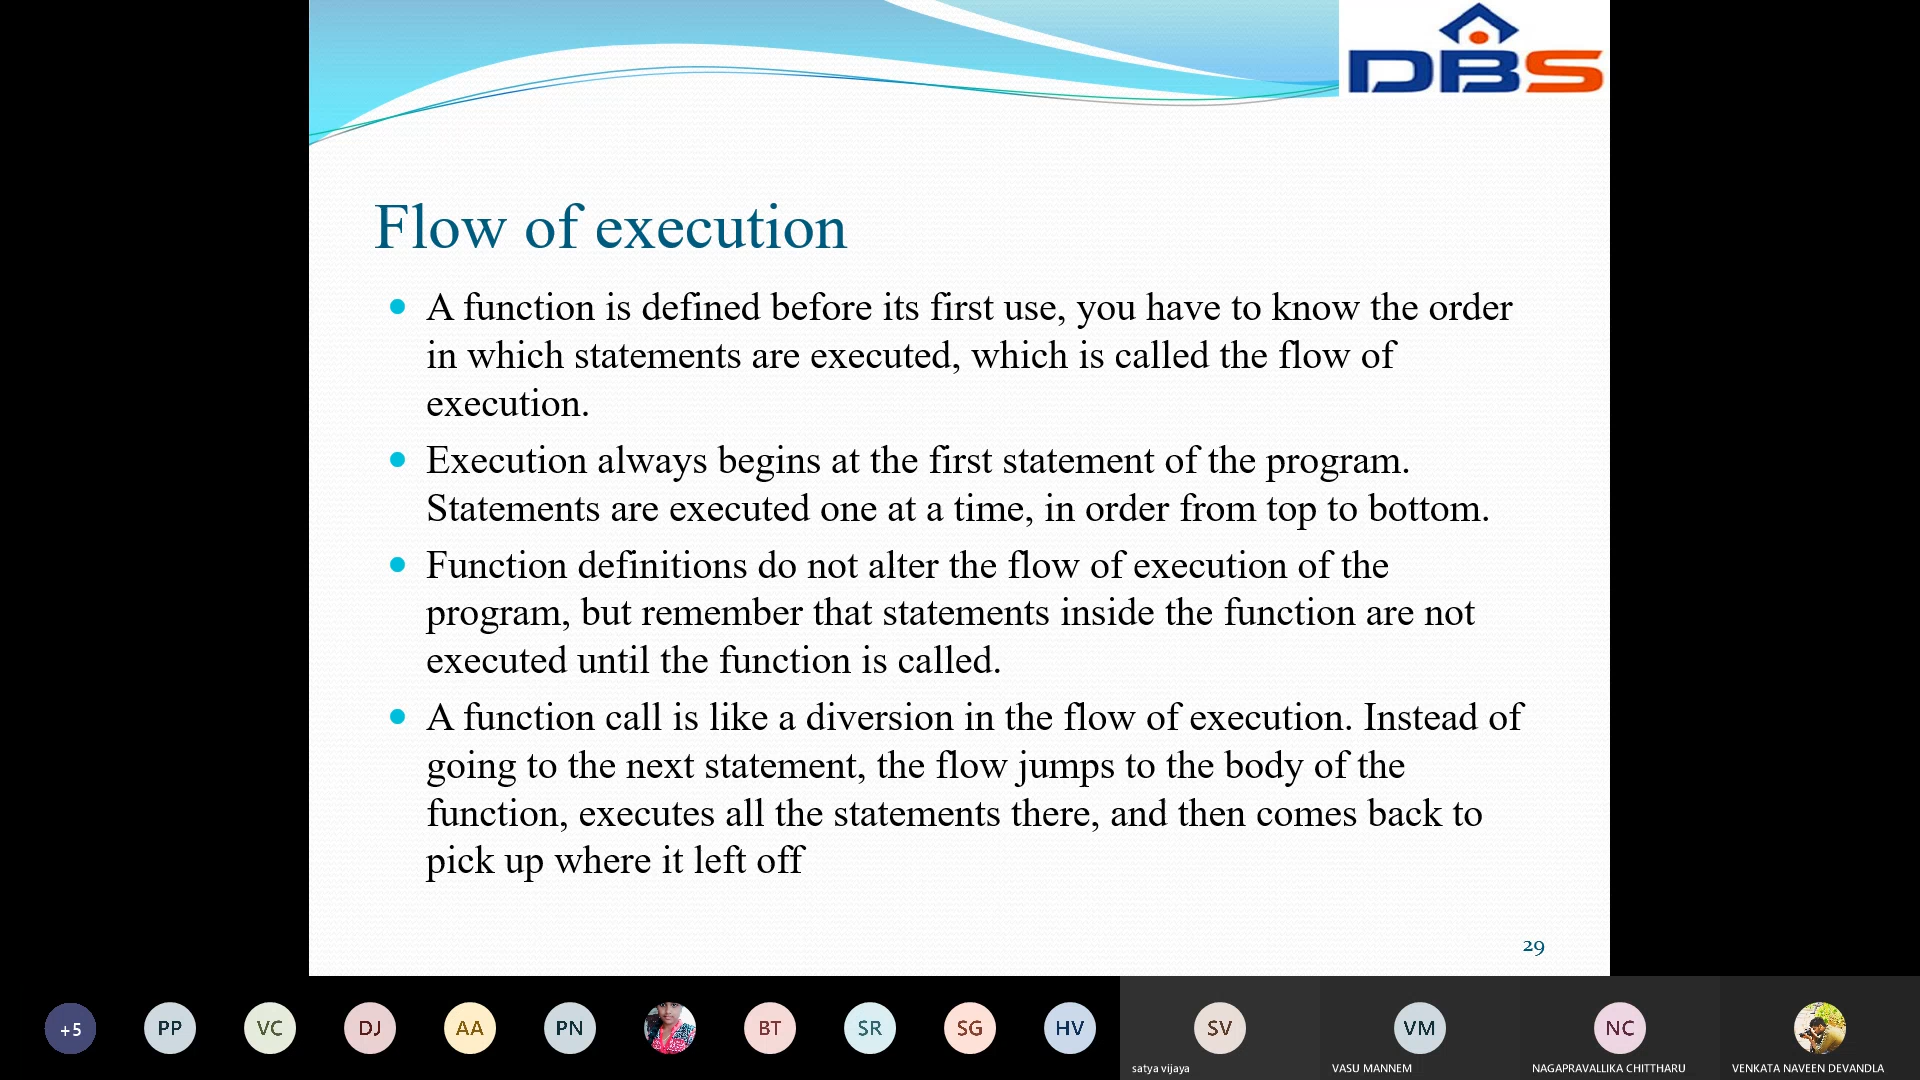 DBS
Flow of execution
A function is defined before its first use, you have to know the order
in which statements are executed, which is called the flow of
execution.
Execution always begins at the first statement of the program.
Statements are executed one at a time, in order from top to bottom.
Function definitions do not alter the flow of execution of the
program, but remember that statements inside the function are not
executed until the function is called.
A function call is like a diversion in the flow of execution. Instead of
going to the next statement, the flow jumps to the body of the
function, executes all the statements there, and then comes back to
pick up where it left off
29
+5 PP VC DJ AA PN BT SR SG HV SV VM NC
satya vijaya VASU MANNEM NAGAPRAVALLIKA CHITTHARU VENKATA NAVEEN DEVANDLA